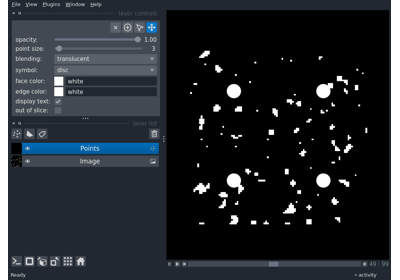 File View Plugins Window Help
layer controls
opacity: 1.00
point size: 3
blending: translucent
symbol: disc
face color: white
edge color: white
display text:
out of slice:
layer list
Points
Image
49 99
Ready
activity